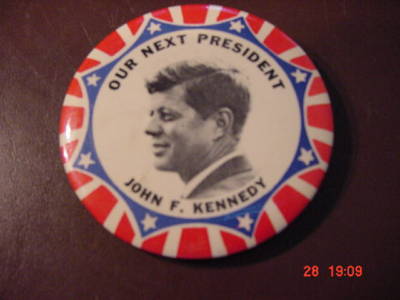 OUR NEXT PRESIDENT
JOHN F. KENNEDY
28 19:09